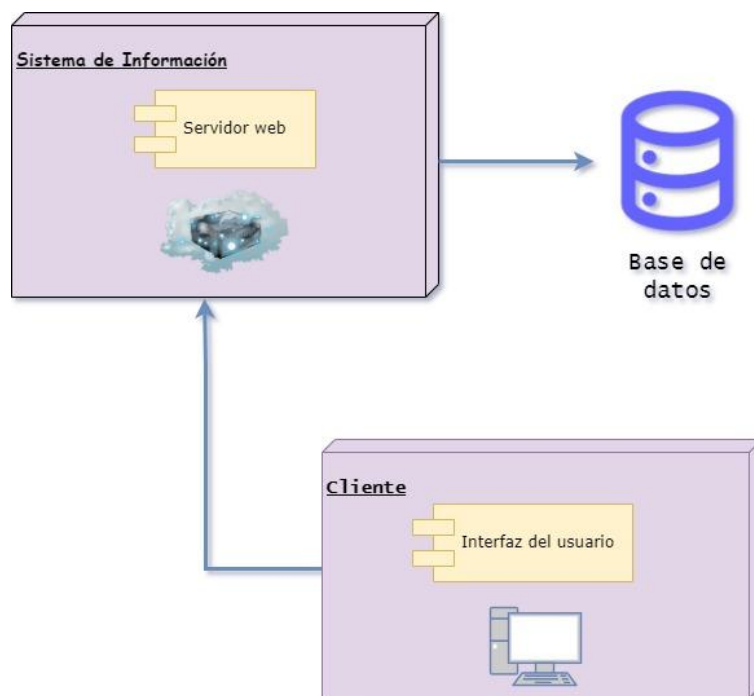 Sistema de Información
Servidor web
Base de
datos
Cliente
Interfaz del usuario